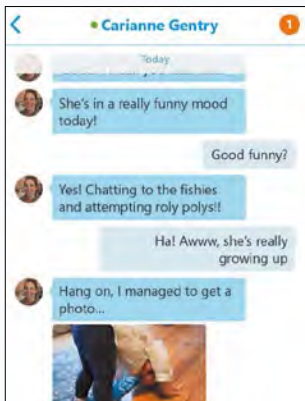 Carianne Gentry
1
Today
She's in a really funny mood
today!
Good funny?
Yes! Chatting to the fishies
and attempting roly polys!!
Ha! Awww, she's really
growing up
Hang on, I managed to get a
photo...